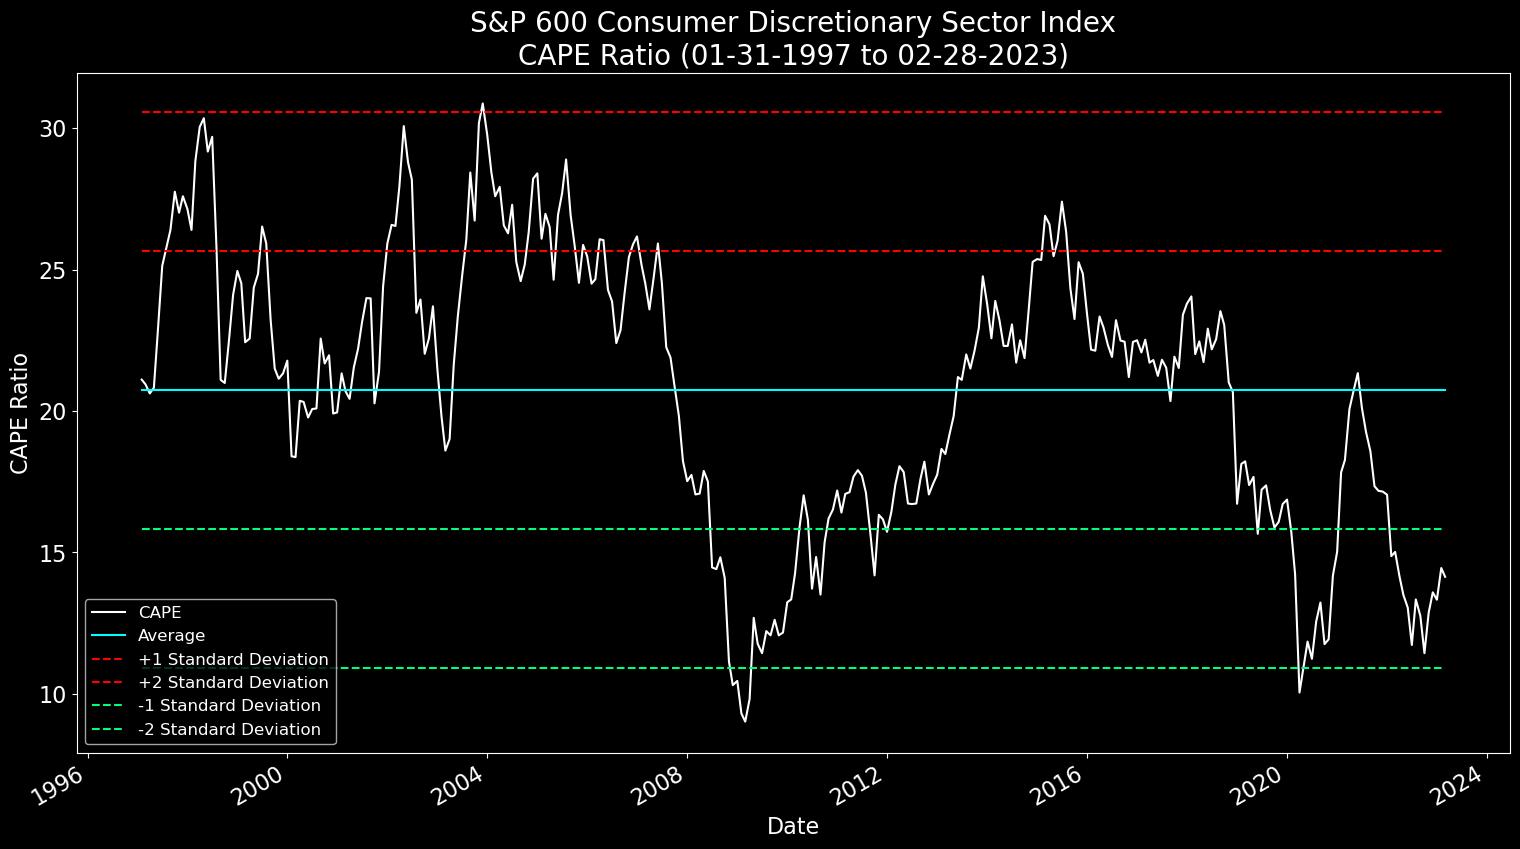 S&P 600 Consumer Discretionary Sector Index
CAPE Ratio (01-31-1997 to 02-28-2023)
CAPE Ratio
30
25
20
15
10
CAPE
Average
+1 Standard Deviation
+2 Standard Deviation
-1 Standard Deviation
-2 Standard Deviation
1996
2000
2004
2008
2012
2016
2020
2024
Date